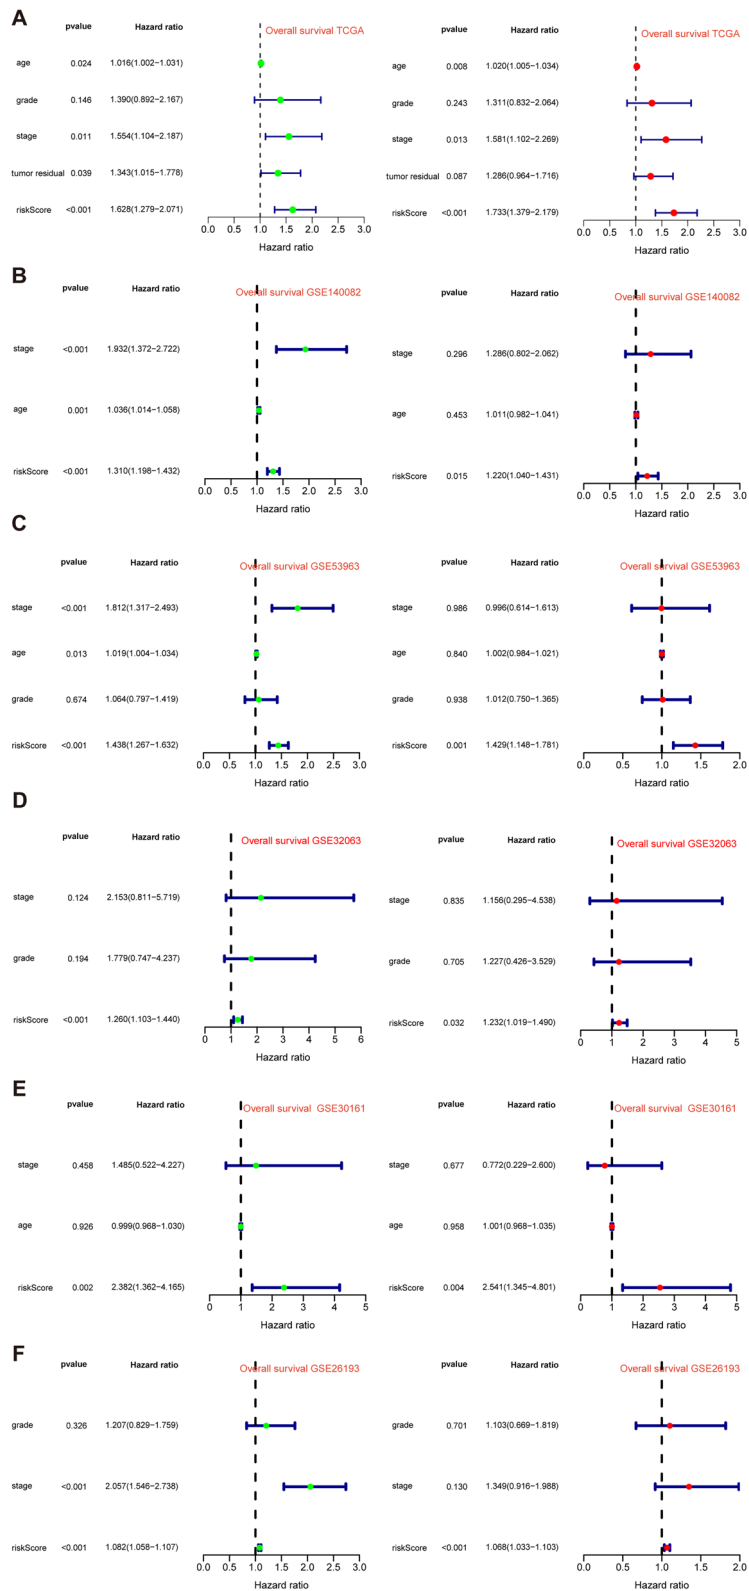 A
pvalue Hazard ratio Overall survival TCGA
age 0.024 1.016(1.002−1.031)
grade 0.146 1.390(0.892−2.167)
stage 0.011 1.554(1.104−2.187)
tumor residual 0.039 1.343(1.015−1.778)
riskScore <0.001 1.628(1.279−2.071)
0.0 0.5 1.0 1.5 2.0 2.5 3.0
Hazard ratio
pvalue Hazard ratio Overall survival TCGA
age 0.008 1.020(1.005−1.034)
grade 0.243 1.311(0.832−2.064)
stage 0.013 1.581(1.102−2.269)
tumor residual 0.087 1.286(0.964−1.716)
riskScore <0.001 1.733(1.379−2.179)
0.0 0.5 1.0 1.5 2.0 2.5 3.0
Hazard ratio
B
pvalue Hazard ratio Overall survival GSE140082
stage <0.001 1.932(1.372−2.722)
age 0.001 1.036(1.014−1.058)
riskScore <0.001 1.310(1.198−1.432)
0.0 0.5 1.0 1.5 2.0 2.5 3.0
Hazard ratio
pvalue Hazard ratio Overall survival GSE140082
stage 0.296 1.286(0.802−2.062)
age 0.453 1.011(0.982−1.041)
riskScore 0.015 1.220(1.040−1.431)
0.0 0.5 1.0 1.5 2.0 2.5 3.0
Hazard ratio
C
pvalue Hazard ratio Overall survival GSE53963
stage <0.001 1.812(1.317−2.493)
age 0.013 1.019(1.004−1.034)
grade 0.674 1.064(0.797−1.419)
riskScore <0.001 1.438(1.267−1.632)
0.0 0.5 1.0 1.5 2.0 2.5 3.0
Hazard ratio
pvalue Hazard ratio Overall survival GSE53963
stage 0.986 0.996(0.614−1.613)
age 0.840 1.002(0.984−1.021)
grade 0.938 1.012(0.750−1.365)
riskScore 0.001 1.429(1.148−1.781)
0.0 0.5 1.0 1.5 2.0
Hazard ratio
D
pvalue Hazard ratio Overall survival GSE32063
stage 0.124 2.153(0.811−5.719)
grade 0.194 1.779(0.747−4.237)
riskScore <0.001 1.260(1.103−1.440)
0 1 2 3 4 5 6
Hazard ratio
pvalue Hazard ratio Overall survival GSE32063
stage 0.835 1.156(0.295−4.538)
grade 0.705 1.227(0.426−3.529)
riskScore 0.032 1.232(1.019−1.490)
0 1 2 3 4 5
Hazard ratio
E
pvalue Hazard ratio Overall survival GSE30161
stage 0.458 1.485(0.522−4.227)
age 0.926 0.999(0.968−1.030)
riskScore 0.002 2.382(1.362−4.165)
0 1 2 3 4 5
Hazard ratio
pvalue Hazard ratio Overall survival GSE30161
stage 0.677 0.772(0.229−2.600)
age 0.958 1.001(0.968−1.035)
riskScore 0.004 2.541(1.345−4.801)
0 1 2 3 4 5
Hazard ratio
F
pvalue Hazard ratio Overall survival GSE26193
grade 0.326 1.207(0.829−1.759)
stage <0.001 2.057(1.546−2.738)
riskScore <0.001 1.082(1.058−1.107)
0.0 0.5 1.0 1.5 2.0 2.5 3.0
Hazard ratio
pvalue Hazard ratio Overall survival GSE26193
grade 0.701 1.103(0.669−1.819)
stage 0.130 1.349(0.916−1.988)
riskScore <0.001 1.068(1.033−1.103)
0.0 0.5 1.0 1.5 2.0
Hazard ratio